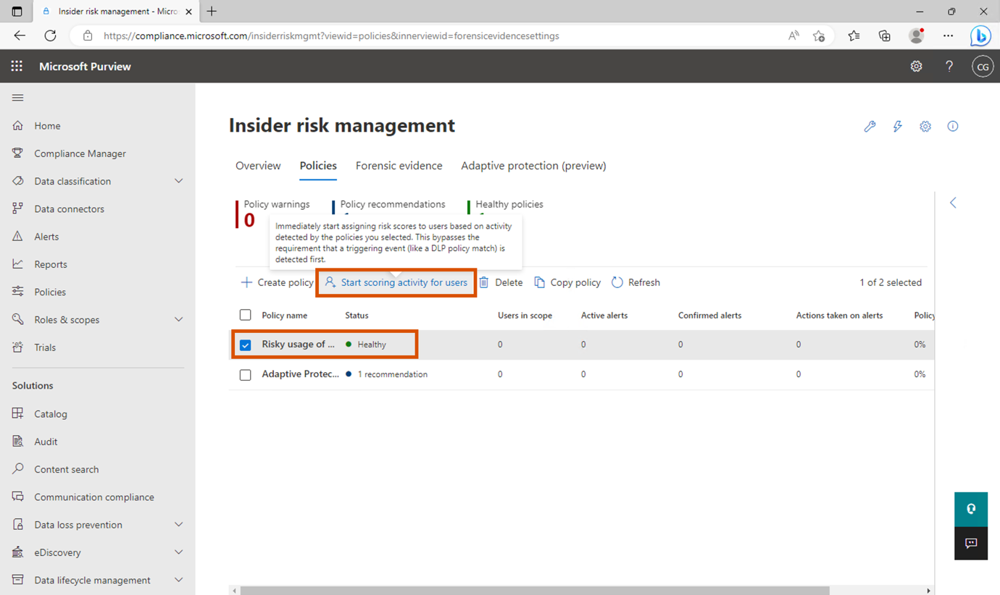 Insider risk management - Micro
https://compliance.microsoft.com/insiderriskmgmt?viewid=policies&innerviewid=forensicevidencesettings
Microsoft Purview
CG
Home
Compliance Manager
Data classification
Data connectors
Alerts
Reports
Policies
Roles & scopes
Trials
Solutions
Catalog
Audit
Content search
Communication compliance
Data loss prevention
eDiscovery
Data lifecycle management
Insider risk management
Overview Policies Forensic evidence Adaptive protection (preview)
Policy warnings Policy recommendations Healthy policies
0
Immediately start assigning risk scores to users based on activity
detected by the policies you selected. This bypasses the
requirement that a triggering event (like a DLP policy match) is
detected first.
Create policy Start scoring activity for users Delete Copy policy Refresh 1 of 2 selected
Policy name Status Users in scope Active alerts Confirmed alerts Actions taken on alerts Policy
Risky usage of ... Healthy 0 0 0 0 0%
Adaptive Protec... 1 recommendation 0 0 0 0 0%